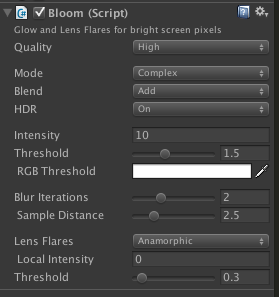 Bloom (Script)
Glow and Lens Flares for bright screen pixels
Quality High
Mode Complex
Blend Add
HDR On
Intensity 10
Threshold 1.5
RGB Threshold
Blur Iterations 2
Sample Distance 2.5
Lens Flares Anamorphic
Local Intensity 0
Threshold 0.3